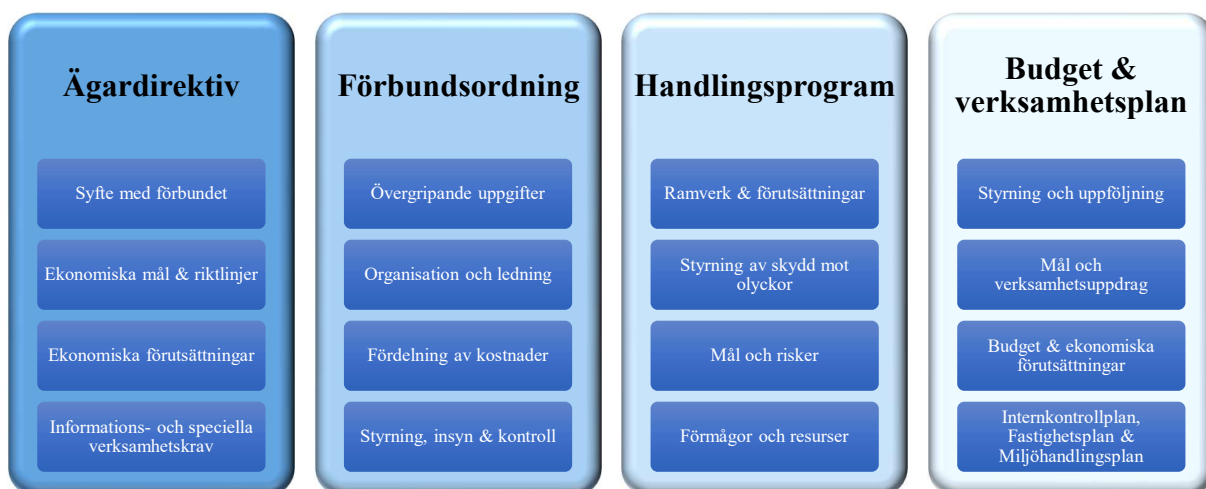 Ägardirektiv
Syfte med förbundet
Ekonomiska mål & riktlinjer
Ekonomiska förutsättningar
Informations- och speciella
verksamhetskrav
Förbundsordning
Övergripande uppgifter
Organisation och ledning
Fördelning av kostnader
Styrning, insyn & kontroll
Handlingsprogram
Ramverk & förutsättningar
Styrning av skydd mot
olyckor
Mål och risker
Förmågor och resurser
Budget &
verksamhetsplan
Styrning och uppföljning
Mål och
verksamhetsuppdrag
Budget & ekonomiska
förutsättningar
Internkontrollplan,
Fastighetsplan &
Miljöhandlingsplan